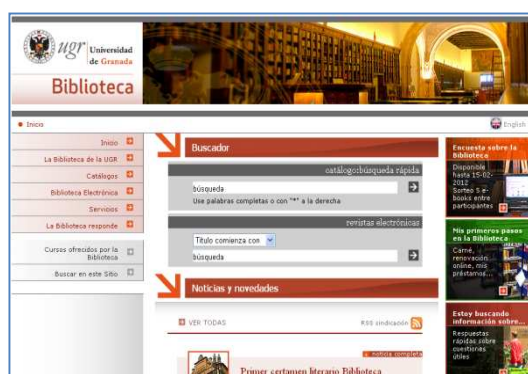 ugr
Universidad
de Granada
Biblioteca
Inicio
English
Inicio
La Biblioteca de la UGR
Catálogos
Biblioteca Electrónica
Servicios
La Biblioteca responde
Cursos ofrecidos por la
Biblioteca
Buscar en este Sitio
Buscador
catálogo:búsqueda rápida
búsqueda
Use palabras completas o con "*" a la derecha
revistas electrónicas
Título comienza con
búsqueda
Noticias y novedades
VER TODAS
RSS sindicación
noticia completa
Primer certamen literario Biblioteca
Encuesta sobre la
Biblioteca
Disponible
hasta 15-02-
2012
Sorteo 5 e-
books entre
participantes
Mis primeros pasos
en la Biblioteca
Carné,
renovación
online, mis
préstamos...
Estoy buscando
información sobre...
Respuestas
rápidas sobre
cuestiones
útiles